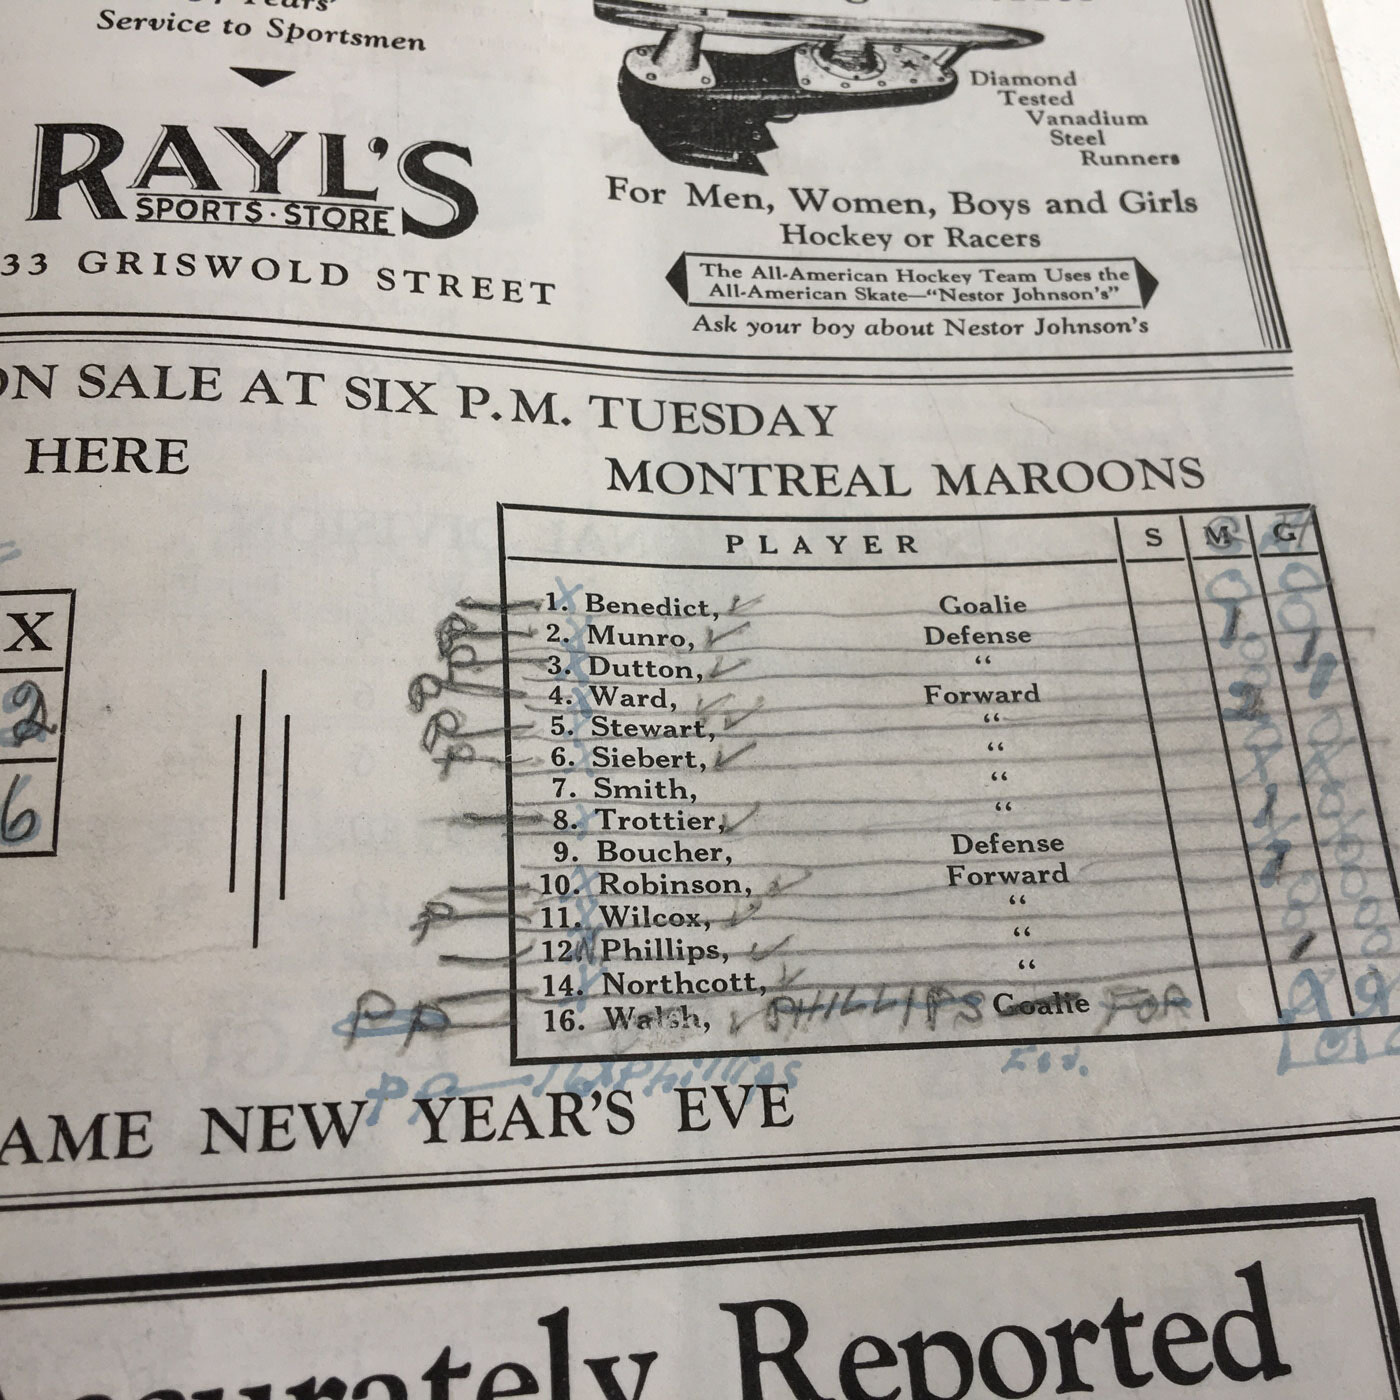 Service to Sportsmen
RAYL'S
SPORTS·STORE
33 GRISWOLD STREET
Diamond
Tested
Vanadium
Steel
Runners
For Men, Women, Boys and Girls
Hockey or Racers
The All-American Hockey Team Uses the
All-American Skate—"Nestor Johnson's"
Ask your boy about Nestor Johnson's
ON SALE AT SIX P.M. TUESDAY
HERE
X
2
6
MONTREAL MAROONS
PLAYER S M G
1. Benedict, Goalie
2. Munro, Defense
3. Dutton, "
4. Ward, Forward
5. Stewart, "
6. Siebert, "
7. Smith, "
8. Trottier, "
9. Boucher, Defense
10. Robinson, Forward
11. Wilcox, "
12. Phillips, "
14. Northcott, "
16. Walsh, PHILLIPS Goalie FOR
PP 16 X Phillips
AME NEW YEAR'S EVE
ccurately Reported